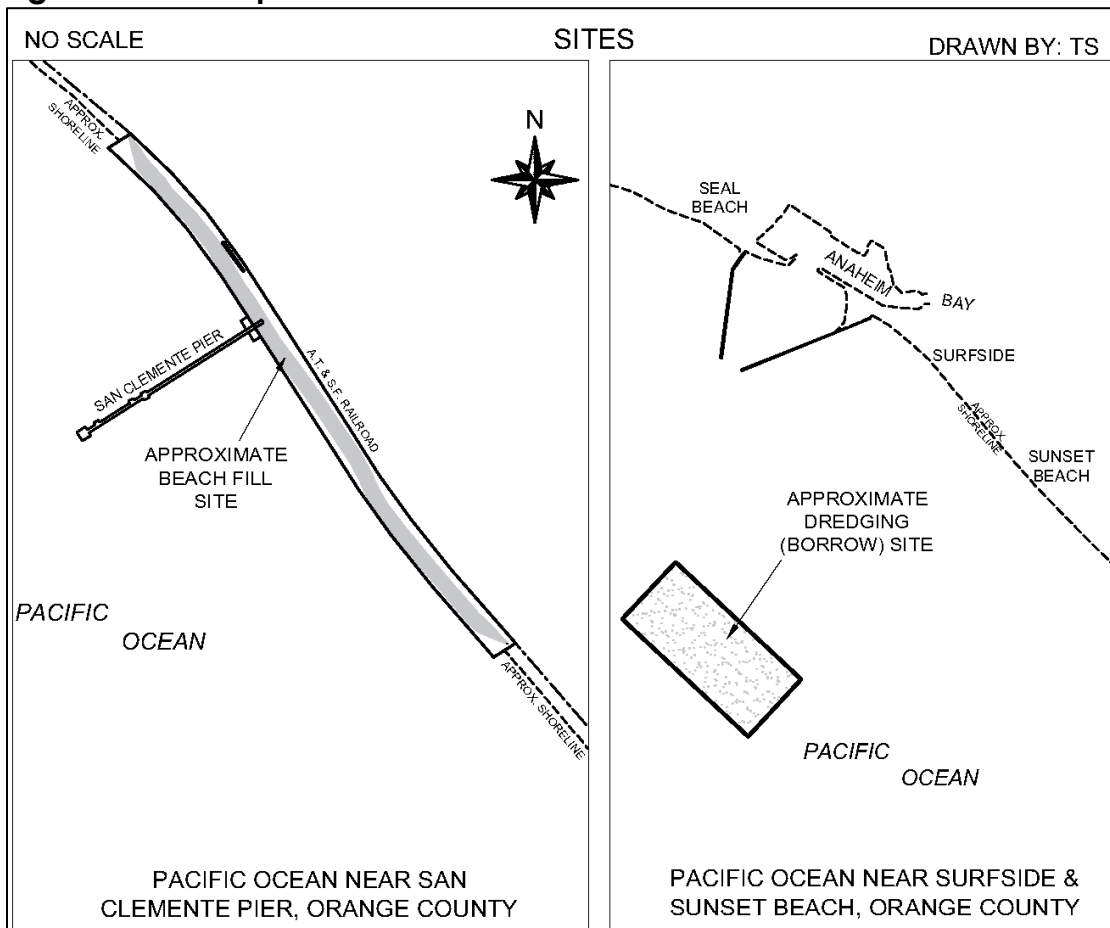 NO SCALE
SITES
DRAWN BY: TS
APPROX.
SHORELINE
N
SAN CLEMENTE PIER
A.T. & S.F. RAILROAD
APPROXIMATE
BEACH FILL
SITE
PACIFIC
OCEAN
APPROX. SHORELINE
PACIFIC OCEAN NEAR SAN
CLEMENTE PIER, ORANGE COUNTY
SEAL
BEACH
ANAHEIM
BAY
SURFSIDE
APPROX.
SHORELINE
SUNSET
BEACH
APPROXIMATE
DREDGING
(BORROW) SITE
PACIFIC
OCEAN
PACIFIC OCEAN NEAR SURFSIDE &
SUNSET BEACH, ORANGE COUNTY